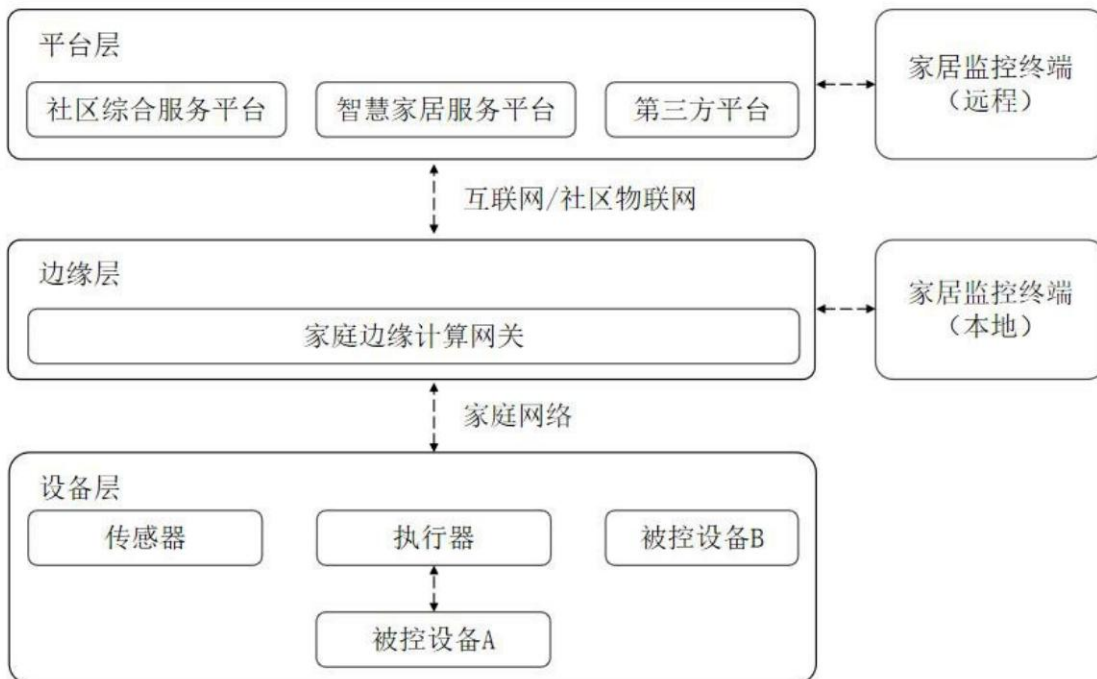 平台层
社区综合服务平台
智慧家居服务平台
第三方平台
家居监控终端
（远程）
互联网/社区物联网
边缘层
家庭边缘计算网关
家居监控终端
（本地）
家庭网络
设备层
传感器
执行器
被控设备B
被控设备A